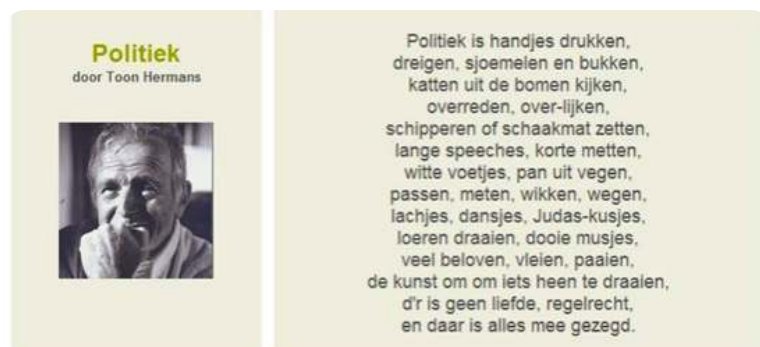 Politiek
door Toon Hermans
Politiek is handjes drukken,
dreigen, sjoemelen en bukken,
katten uit de bomen kijken,
overreden, over-lijken,
schipperen of schaakmat zetten,
lange speeches, korte metten,
witte voetjes, pan uit vegen,
passen, meten, wikken, wegen,
lachjes, dansjes, Judas-kusjes,
loeren draaien, dooie musjes,
veel beloven, vleien, paaien,
de kunst om om iets heen te draaien,
d'r is geen liefde, regelrecht,
en daar is alles mee gezegd.